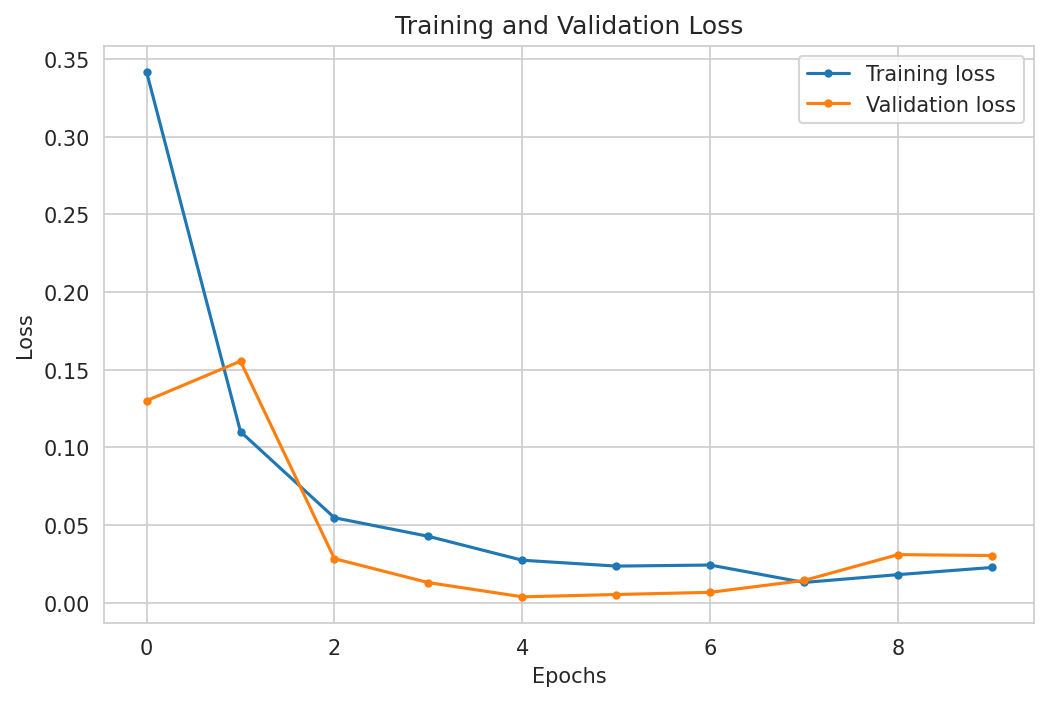 Training and Validation Loss
Training loss
Validation loss
0.35
0.30
0.25
0.20
0.15
0.10
0.05
0.00
Loss
0 2 4 6 8
Epochs